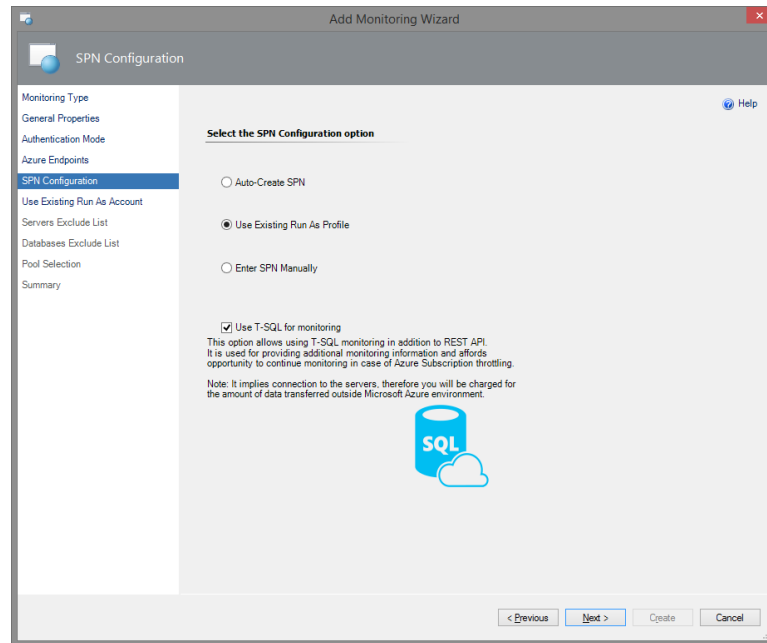 Add Monitoring Wizard
SPN Configuration
Monitoring Type
General Properties
Authentication Mode
Azure Endpoints
SPN Configuration
Use Existing Run As Account
Servers Exclude List
Databases Exclude List
Pool Selection
Summary
Help
Select the SPN Configuration option
Auto-Create SPN
Use Existing Run As Profile
Enter SPN Manually
Use T-SQL for monitoring
This option allows using T-SQL monitoring in addition to REST API.
It is used for providing additional monitoring information and affords
opportunity to continue monitoring in case of Azure Subscription throttling.
Note: It implies connection to the servers, therefore you will be charged for
the amount of data transferred outside Microsoft Azure environment.
SQL
< Previous Next > Create Cancel